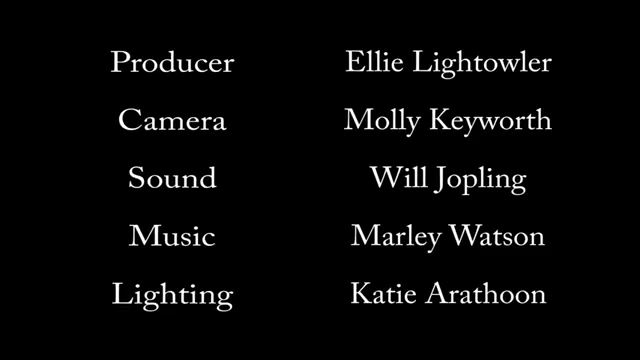 Producer Ellie Lightowler
Camera Molly Keyworth
Sound Will Jopling
Music Marley Watson
Lighting Katie Arathoon